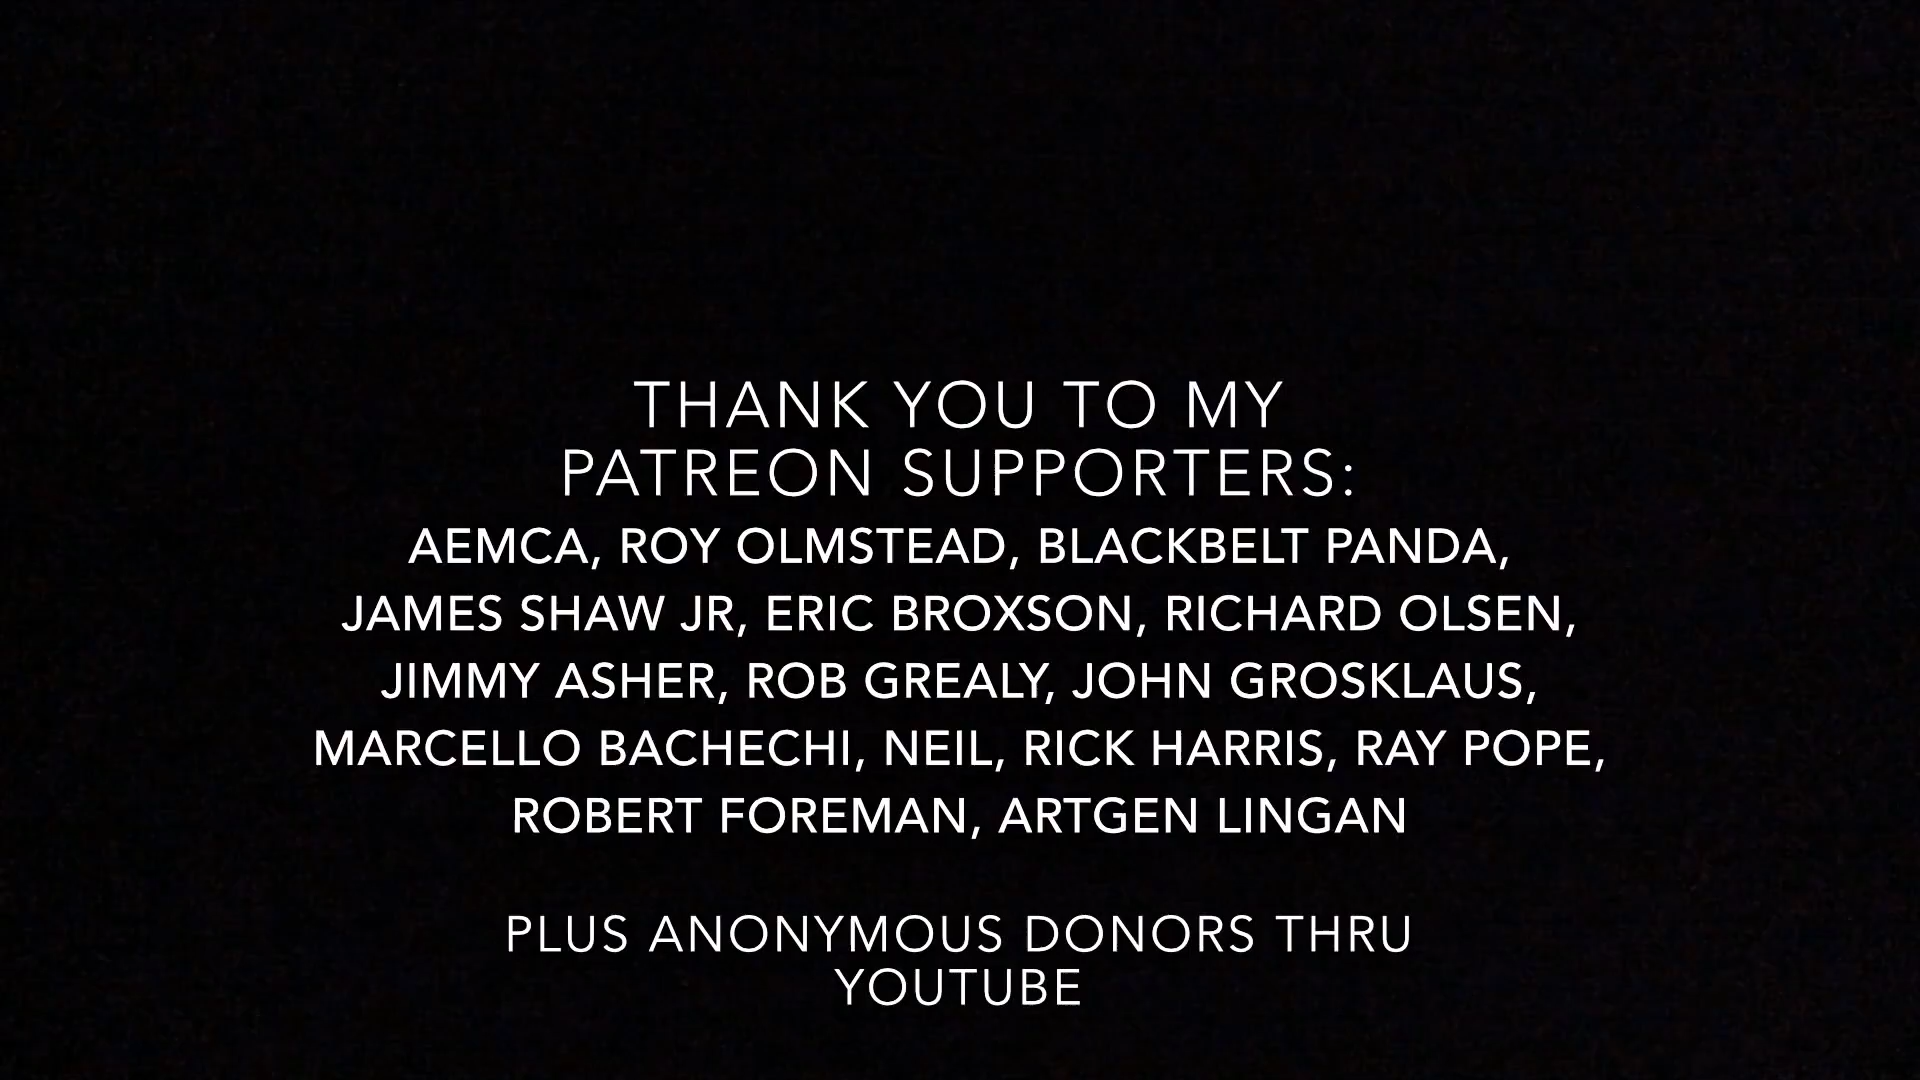 THANK YOU TO MY
PATREON SUPPORTERS:
AEMCA, ROY OLMSTEAD, BLACKBELT PANDA,
JAMES SHAW JR, ERIC BROXSON, RICHARD OLSEN,
JIMMY ASHER, ROB GREALY, JOHN GROSKLAUS,
MARCELLO BACHECHI, NEIL, RICK HARRIS, RAY POPE,
ROBERT FOREMAN, ARTGEN LINGAN
PLUS ANONYMOUS DONORS THRU
YOUTUBE